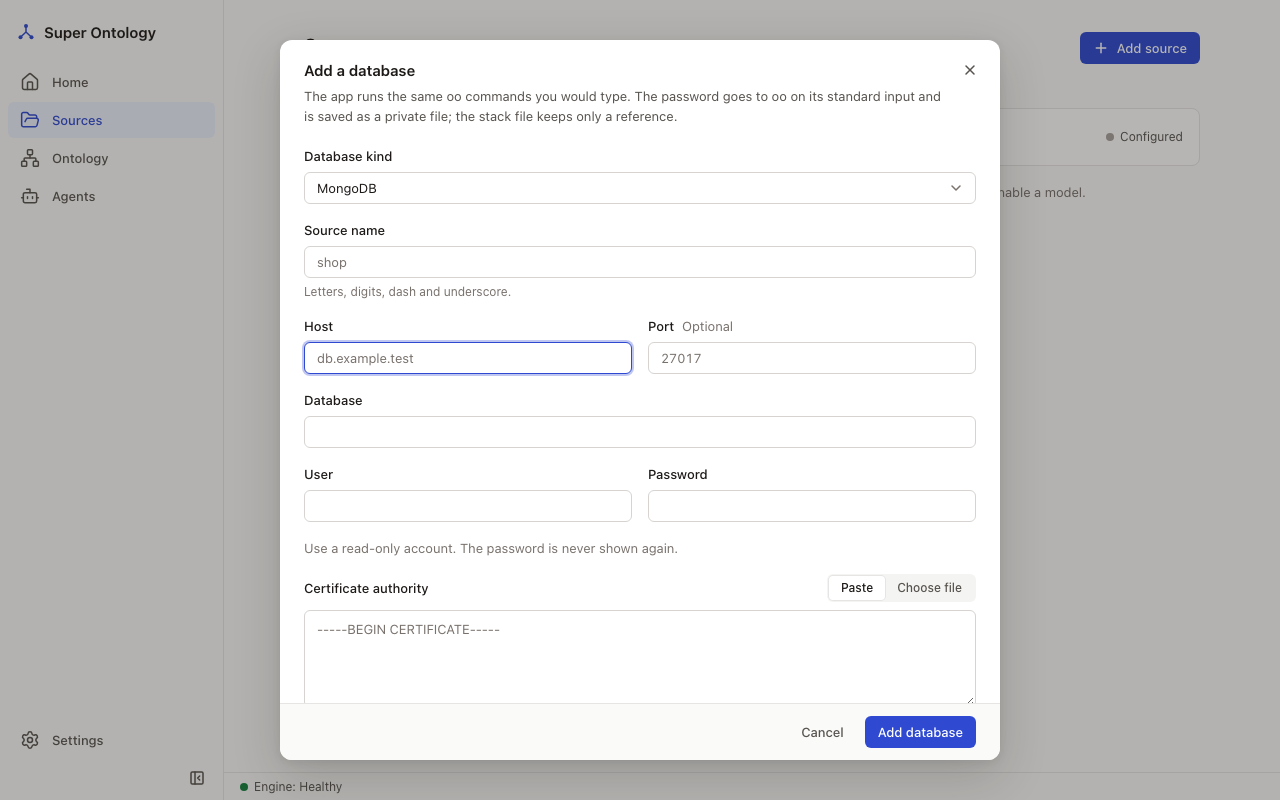 Super Ontology
Home
Sources
Ontology
Agents
Settings
Add source
Configured
nable a model.
Add a database
The app runs the same oo commands you would type. The password goes to oo on its standard input and
is saved as a private file; the stack file keeps only a reference.
Database kind
MongoDB
Source name
shop
Letters, digits, dash and underscore.
Host
Port Optional
db.example.test
27017
Database
User
Password
Use a read-only account. The password is never shown again.
Certificate authority
Paste
Choose file
-----BEGIN CERTIFICATE-----
Cancel
Add database
Engine: Healthy